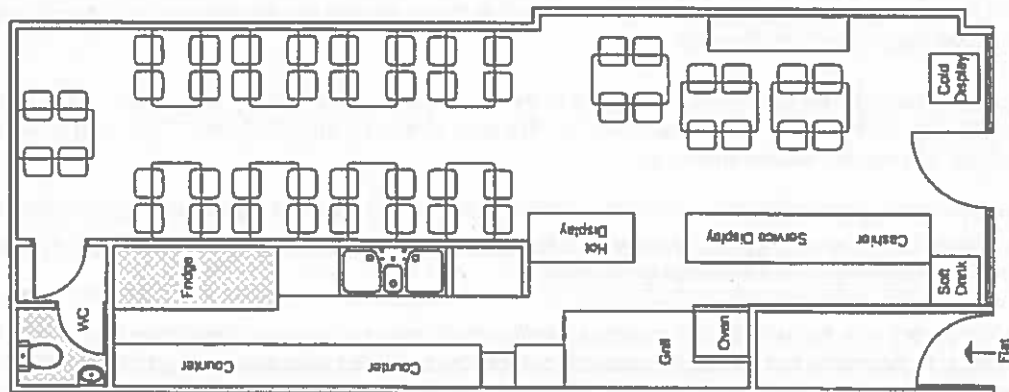 Cold
Display
Hot
Display
Service Display
Cashier
Soft
Drink
Fridge
WC
Counter
Counter
Grill
Oven
Flat